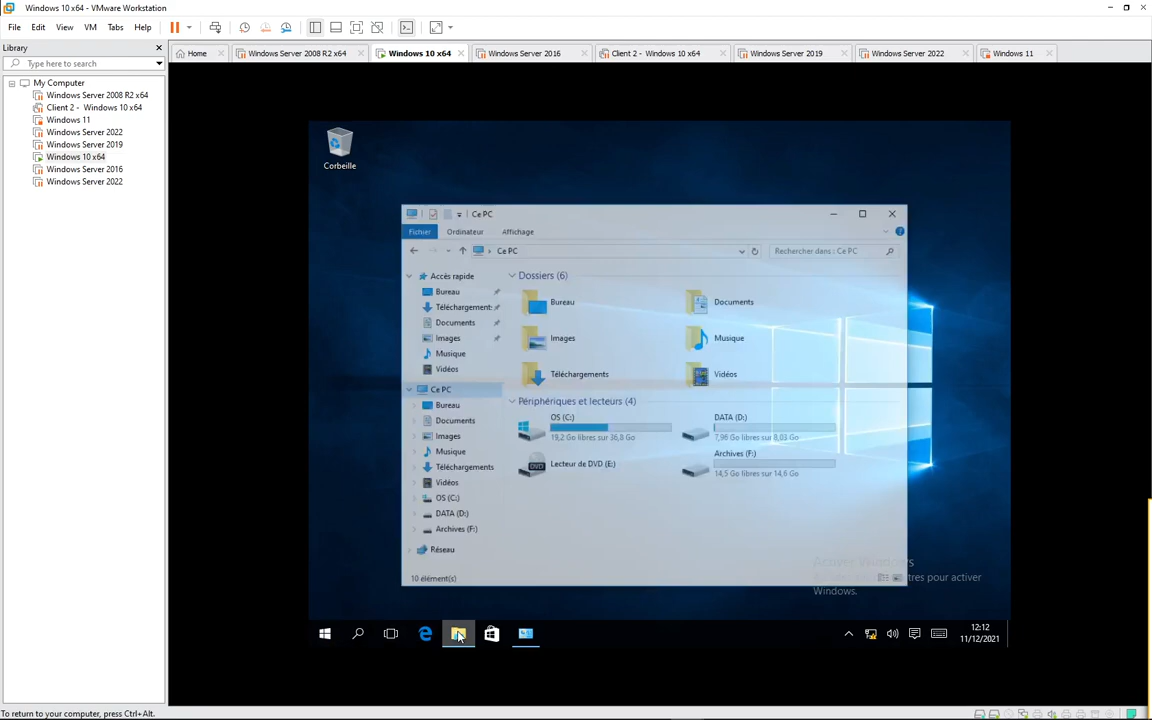 Windows 10 x64 - VMware Workstation
File Edit View VM Tabs Help
Library
Type here to search
My Computer
Windows Server 2008 R2 x64
Client 2 - Windows 10 x64
Windows 11
Windows Server 2022
Windows Server 2019
Windows 10 x64
Windows Server 2016
Windows Server 2022
Home Windows Server 2008 R2 x64 Windows 10 x64 Windows Server 2016 Client 2 - Windows 10 x64 Windows Server 2019 Windows Server 2022 Windows 11
Corbeille
Ce PC
Fichier Ordinateur Affichage
Ce PC
Rechercher dans : Ce PC
Accès rapide
Bureau
Téléchargement:
Documents
Images
Musique
Vidéos
Ce PC
Bureau
Documents
Images
Musique
Téléchargements
Vidéos
OS (C:)
DATA (D:)
Archives (F:)
Réseau
Dossiers (6)
Bureau Documents
Images Musique
Téléchargements Vidéos
Périphériques et lecteurs (4)
OS (C:)
19,2 Go libres sur 36,8 Go
DATA (D:)
7,96 Go libres sur 8,03 Go
Lecteur de DVD (E:)
DVD
Archives (F:)
14,5 Go libres sur 14,6 Go
10 élément(s)
Activer Windows
tres pour activer
Windows.
12:12
11/12/2021
To return to your computer, press Ctrl+Alt.